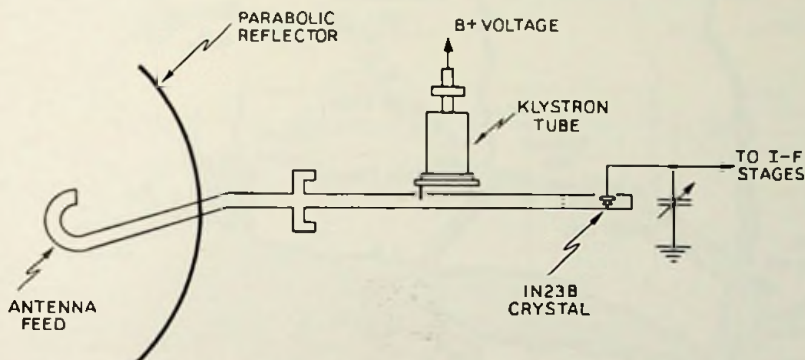 PARABOLIC
REFLECTOR
B+ VOLTAGE
KLYSTRON
TUBE
TO I-F
STAGES
ANTENNA
FEED
IN23B
CRYSTAL